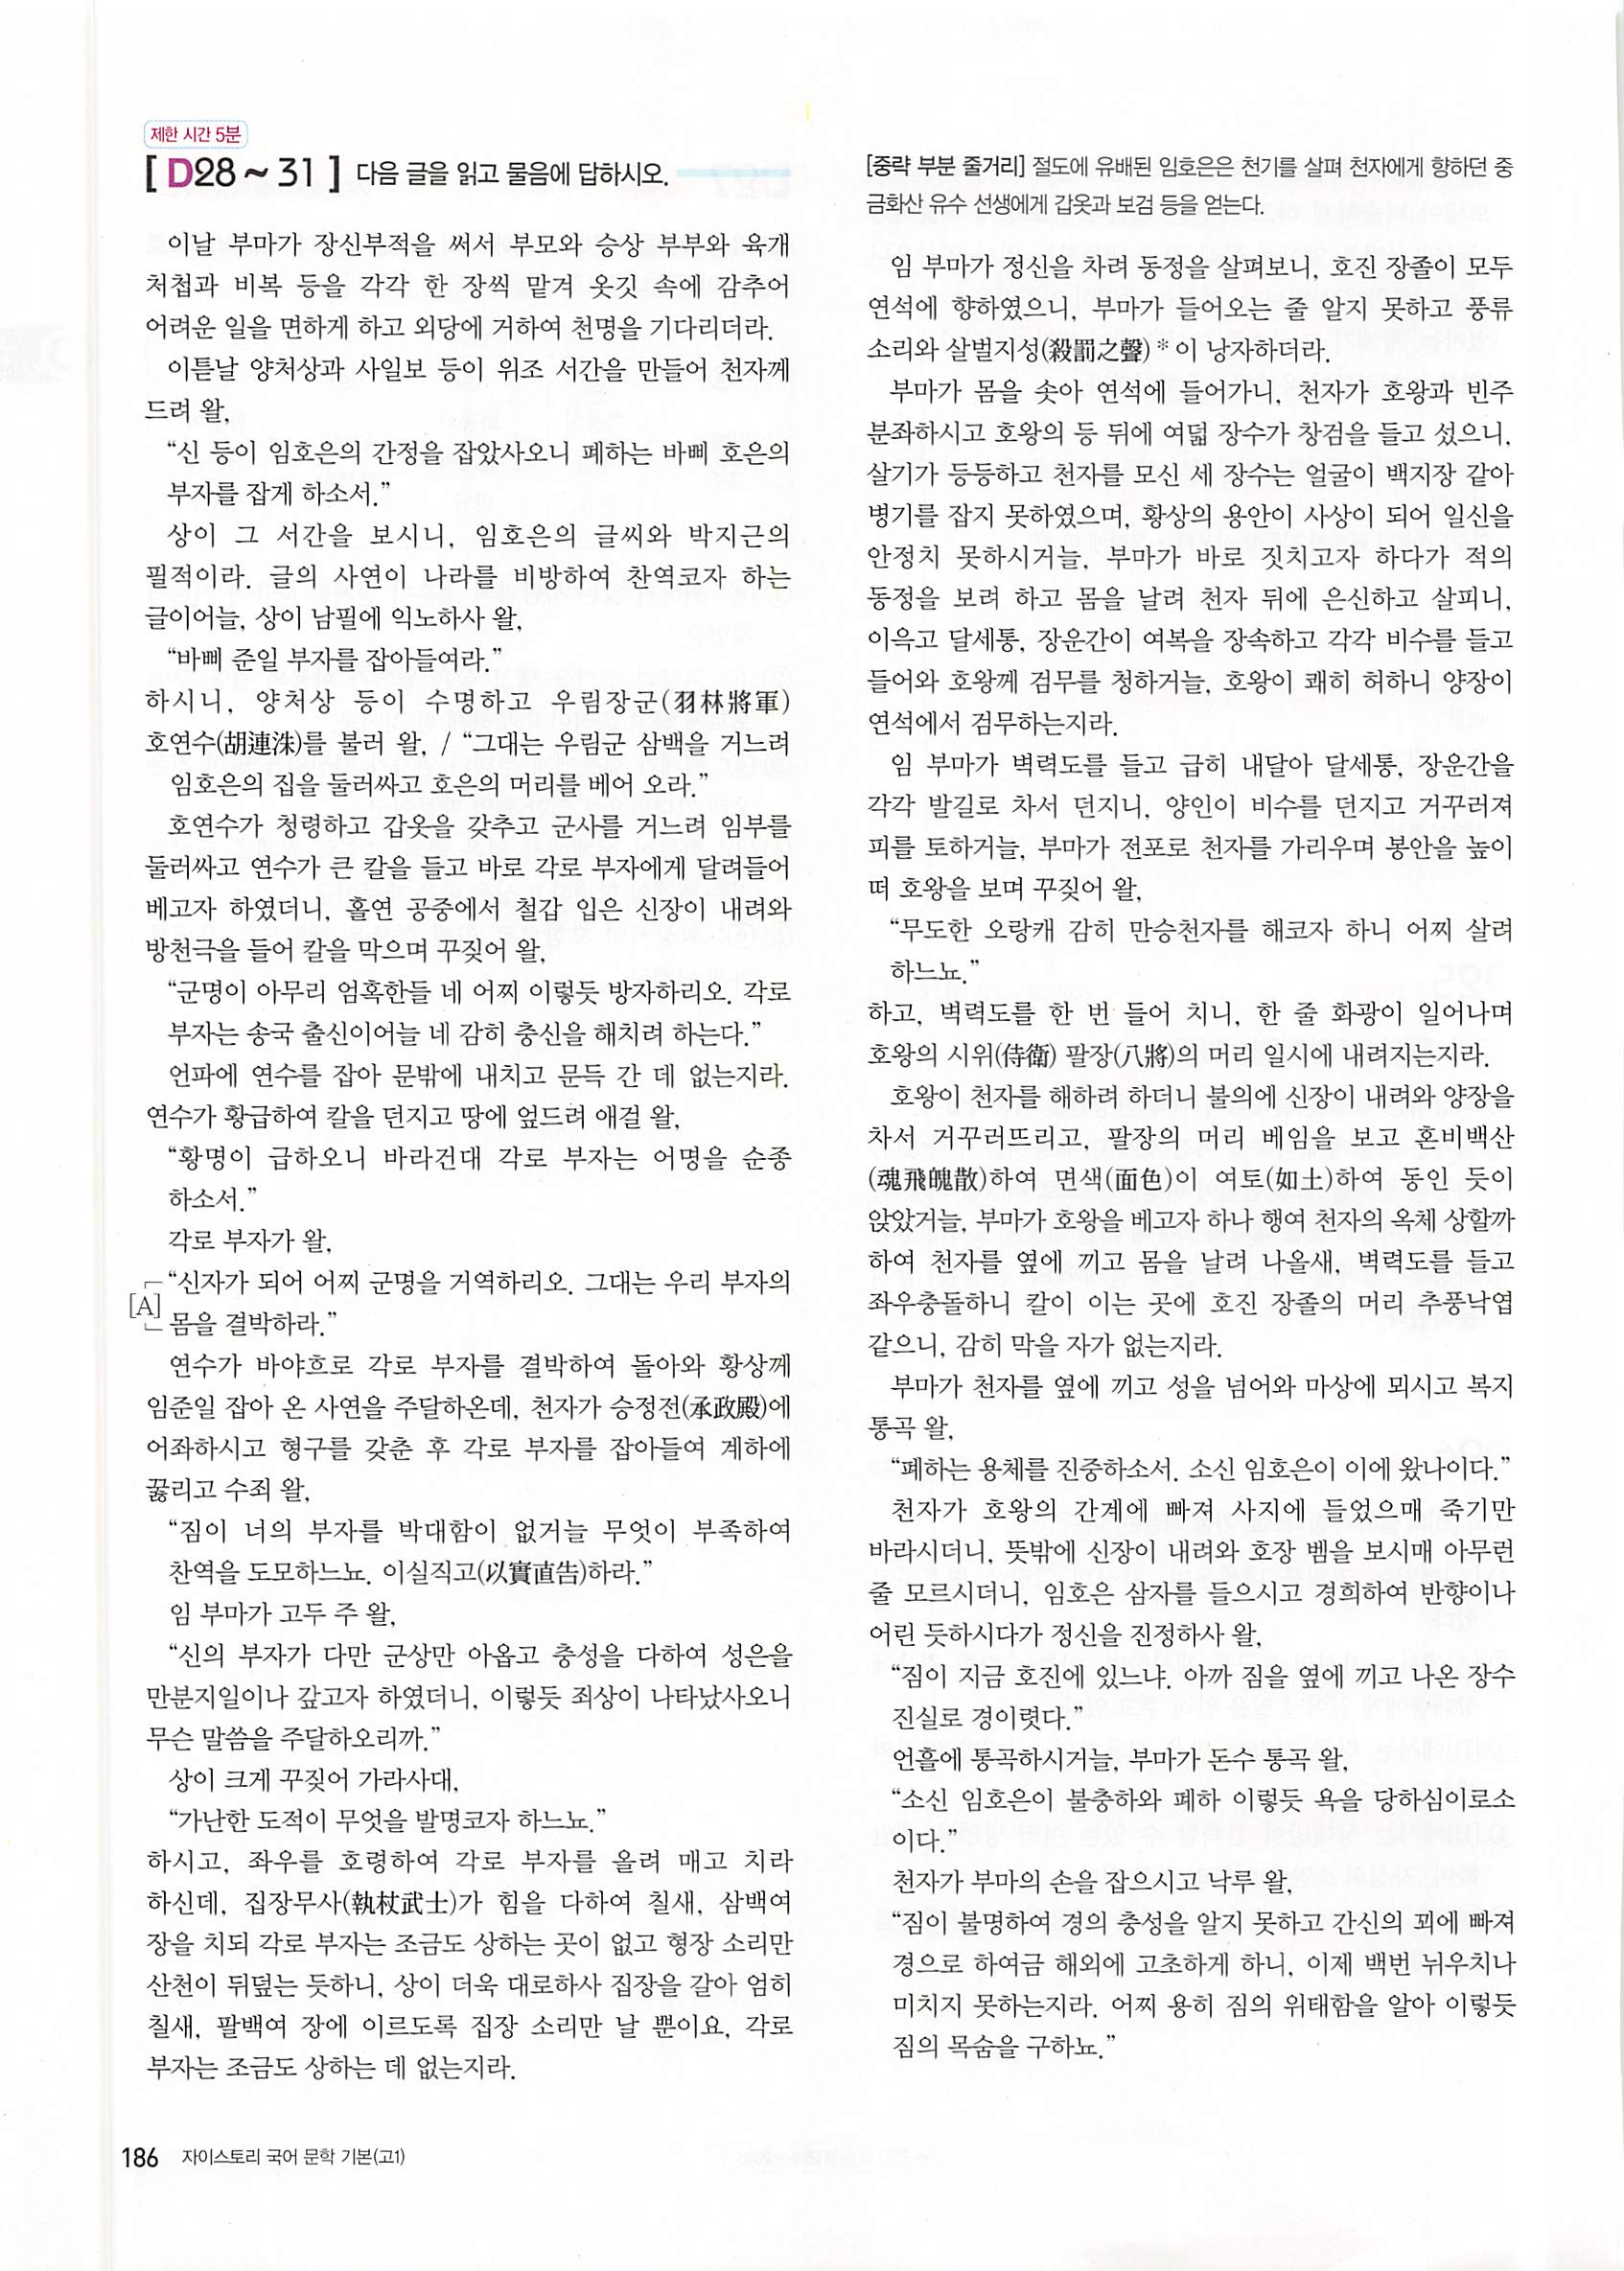 제한 시간 5분
[ D28 ~ 31 ] 다음 글을 읽고 물음에 답하시오.
이날 부마가 장신부적을 써서 부모와 승상 부부와 육개
처첩과 비복 등을 각각 한 장씩 맡겨 옷깃 속에 감추어
어려운 일을 면하게 하고 외당에 거하여 천명을 기다리더라.
이튿날 양처상과 사일보 등이 위조 서간을 만들어 천자께
드려 왈,
“신 등이 임호은의 간정을 잡았사오니 폐하는 바삐 호은의
부자를 잡게 하소서.”
상이 그 서간을 보시니, 임호은의 글씨와 박지근의
필적이라. 글의 사연이 나라를 비방하여 찬역코자 하는
글이어늘, 상이 남필에 익노하사 왈,
“바삐 준일 부자를 잡아들여라.”
하시니, 양처상 등이 수명하고 우림장군(羽林將軍)
호연수(胡連洙)를 불러 왈, / “그대는 우림군 삼백을 거느려
임호은의 집을 둘러싸고 호은의 머리를 베어 오라.”
호연수가 청령하고 갑옷을 갖추고 군사를 거느려 임부를
둘러싸고 연수가 큰 칼을 들고 바로 각로 부자에게 달려들어
베고자 하였더니, 홀연 공중에서 철갑 입은 신장이 내려와
방천극을 들어 칼을 막으며 꾸짖어 왈,
“군명이 아무리 엄혹한들 네 어찌 이렇듯 방자하리오. 각로
부자는 송국 출신이어늘 네 감히 충신을 해치려 하는다.”
언파에 연수를 잡아 문밖에 내치고 문득 간 데 없는지라.
연수가 황급하여 칼을 던지고 땅에 엎드려 애걸 왈,
“황명이 급하오니 바라건대 각로 부자는 어명을 순종
하소서.”
각로 부자가 왈,
[A] “신자가 되어 어찌 군명을 거역하리오. 그대는 우리 부자의
몸을 결박하라.”
연수가 바야흐로 각로 부자를 결박하여 돌아와 황상께
임준일 잡아 온 사연을 주달하온데, 천자가 승정전(承政殿)에
어좌하시고 형구를 갖춘 후 각로 부자를 잡아들여 계하에
꿇리고 수죄 왈,
“짐이 너의 부자를 박대함이 없거늘 무엇이 부족하여
찬역을 도모하느뇨. 이실직고(以實直告)하라.”
임 부마가 고두 주 왈,
“신의 부자가 다만 군상만 아옵고 충성을 다하여 성은을
만분지일이나 갚고자 하였더니, 이렇듯 죄상이 나타났사오니
무슨 말씀을 주달하오리까.”
상이 크게 꾸짖어 가라사대,
“가난한 도적이 무엇을 발명코자 하느뇨.”
하시고, 좌우를 호령하여 각로 부자를 올려 매고 치라
하신데, 집장무사(執杖武士)가 힘을 다하여 칠새, 삼백여
장을 치되 각로 부자는 조금도 상하는 곳이 없고 형장 소리만
산천이 뒤덮는 듯하니, 상이 더욱 대로하사 집장을 갈아 엄히
칠새, 팔백여 장에 이르도록 집장 소리만 날 뿐이요, 각로
부자는 조금도 상하는 데 없는지라.
[중략 부분 줄거리] 절도에 유배된 임호은은 천기를 살펴 천자에게 향하던 중
금화산 유수 선생에게 갑옷과 보검 등을 얻는다.
임 부마가 정신을 차려 동정을 살펴보니, 호진 장졸이 모두
연석에 향하였으니, 부마가 들어오는 줄 알지 못하고 풍류
소리와 살벌지성(殺罰之聲)*이 낭자하더라.
부마가 몸을 솟아 연석에 들어가니, 천자가 호왕과 빈주
분좌하시고 호왕의 등 뒤에 여덟 장수가 창검을 들고 섰으니,
살기가 등등하고 천자를 모신 세 장수는 얼굴이 백지장 같아
병기를 잡지 못하였으며, 황상의 용안이 사상이 되어 일신을
안정치 못하시거늘, 부마가 바로 짓치고자 하다가 적의
동정을 보려 하고 몸을 날려 천자 뒤에 은신하고 살피니,
이윽고 달세통, 장운간이 여복을 장속하고 각각 비수를 들고
들어와 호왕께 검무를 청하거늘, 호왕이 쾌히 허하니 양장이
연석에서 검무하는지라.
임 부마가 벽력도를 들고 급히 내달아 달세통, 장운간을
각각 발길로 차서 던지니, 양인이 비수를 던지고 거꾸러져
피를 토하거늘, 부마가 전포로 천자를 가리우며 봉안을 높이
떠 호왕을 보며 꾸짖어 왈,
“무도한 오랑캐 감히 만승천자를 해코자 하니 어찌 살려
하느뇨.”
하고, 벽력도를 한 번 들어 치니, 한 줄 화광이 일어나며
호왕의 시위(侍衛) 팔장(八將)의 머리 일시에 내려지는지라.
호왕이 천자를 해하려 하더니 불의에 신장이 내려와 양장을
차서 거꾸러뜨리고, 팔장의 머리 베임을 보고 혼비백산
(魂飛魄散)하여 면색(面色)이 여토(如土)하여 동인 듯이
앉았거늘, 부마가 호왕을 베고자 하나 행여 천자의 옥체 상할까
하여 천자를 옆에 끼고 몸을 날려 나올새, 벽력도를 들고
좌우충돌하니 칼이 이는 곳에 호진 장졸의 머리 추풍낙엽
같으니, 감히 막을 자가 없는지라.
부마가 천자를 옆에 끼고 성을 넘어와 마상에 뫼시고 복지
통곡 왈,
“폐하는 용체를 진중하소서. 소신 임호은이 이에 왔나이다.”
천자가 호왕의 간계에 빠져 사지에 들었으매 죽기만
바라시더니, 뜻밖에 신장이 내려와 호장 벰을 보시매 아무런
줄 모르시더니, 임호은 삼자를 들으시고 경희하여 반향이나
어린 듯하시다가 정신을 진정하사 왈,
“짐이 지금 호진에 있느냐. 아까 짐을 옆에 끼고 나온 장수
진실로 경이렷다.”
언흘에 통곡하시거늘, 부마가 돈수 통곡 왈,
“소신 임호은이 불충하와 폐하 이렇듯 욕을 당하심이로소
이다.”
천자가 부마의 손을 잡으시고 낙루 왈,
“짐이 불명하여 경의 충성을 알지 못하고 간신의 꾀에 빠져
경으로 하여금 해외에 고초하게 하니, 이제 백번 뉘우치나
미치지 못하는지라. 어찌 용히 짐의 위태함을 알아 이렇듯
짐의 목숨을 구하뇨.”
186 자이스토리 국어 문학 기본(고1)